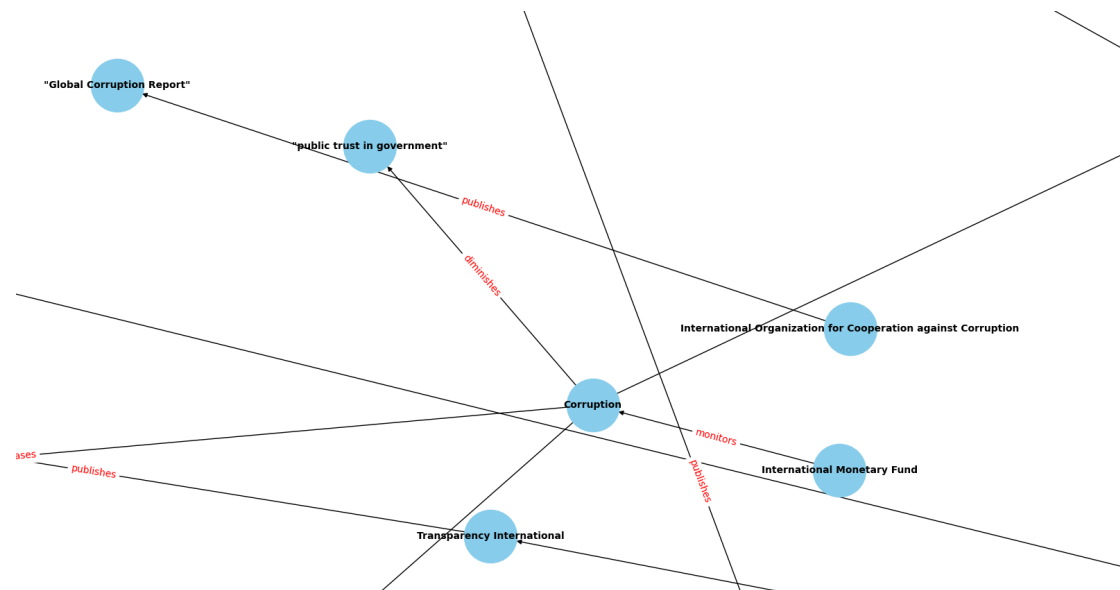 "Global Corruption Report"
"public trust in government"
publishes
diminishes
International Organization for Cooperation against Corruption
Corruption
monitors
ases
publishes
International Monetary Fund
publishes
Transparency International